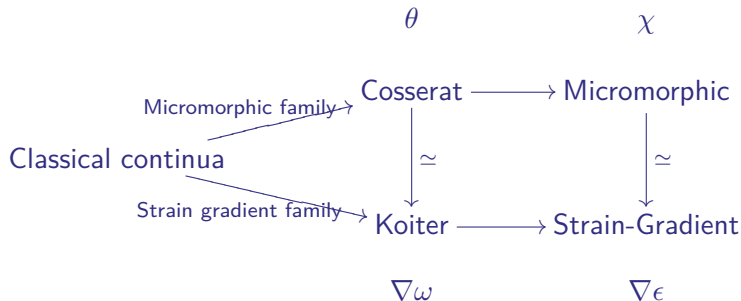 θ χ
Cosserat Micromorphic
Micromorphic family
Classical continua ≃ ≃
Strain gradient family
Koiter Strain-Gradient
∇ω ∇ϵ